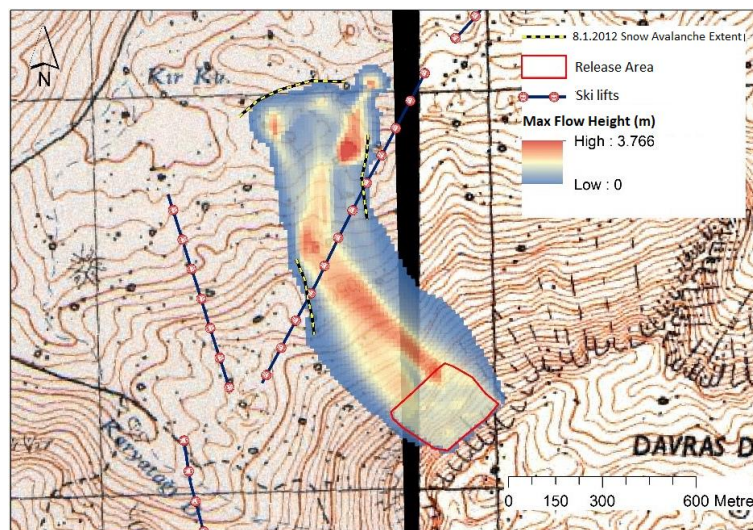 8.1.2012 Snow Avalanche Extent
Release Area
Ski lifts
Max Flow Height (m)
High : 3.766
Low : 0
N
Kır
DAVRAS D
0 150 300 600 Metre